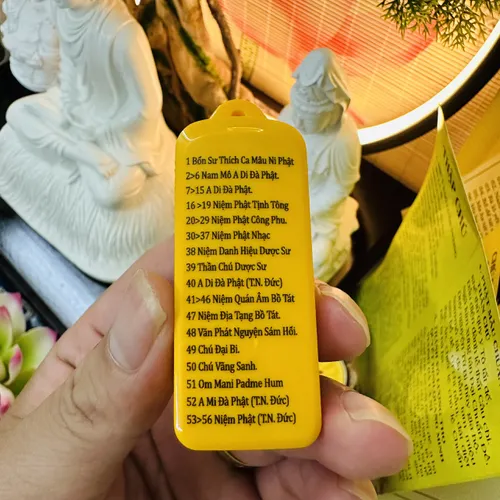 1 Bổn Sư Thích Ca Mâu Ni Phật
2>6 Nam Mô A Di Đà Phật.
7>15 A Di Đà Phật.
16 >19 Niệm Phật Tịnh Tông
20>29 Niệm Phật Công Phu.
30>37 Niệm Phật Nhạc
38 Niệm Danh Hiệu Dược Sư
39 Thần Chú Dược Sư
40 A Di Đà Phật (T.N. Đức)
41>46 Niệm Quán Âm Bồ Tát
47 Niệm Địa Tạng Bồ Tát.
48 Văn Phát Nguyện Sám Hối.
49 Chú Đại Bi.
50 Chú Vãng Sanh.
51 Om Mani Padme Hum
52 A Mi Đà Phật (T.N. Đức)
53>56 Niệm Phật (T.N. Đức)